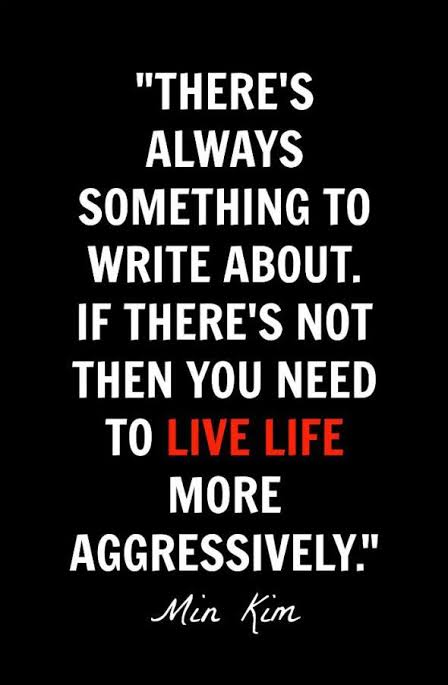 "THERE'S
ALWAYS
SOMETHING TO
WRITE ABOUT.
IF THERE'S NOT
THEN YOU NEED
TO LIVE LIFE
MORE
AGGRESSIVELY."
Min Kim